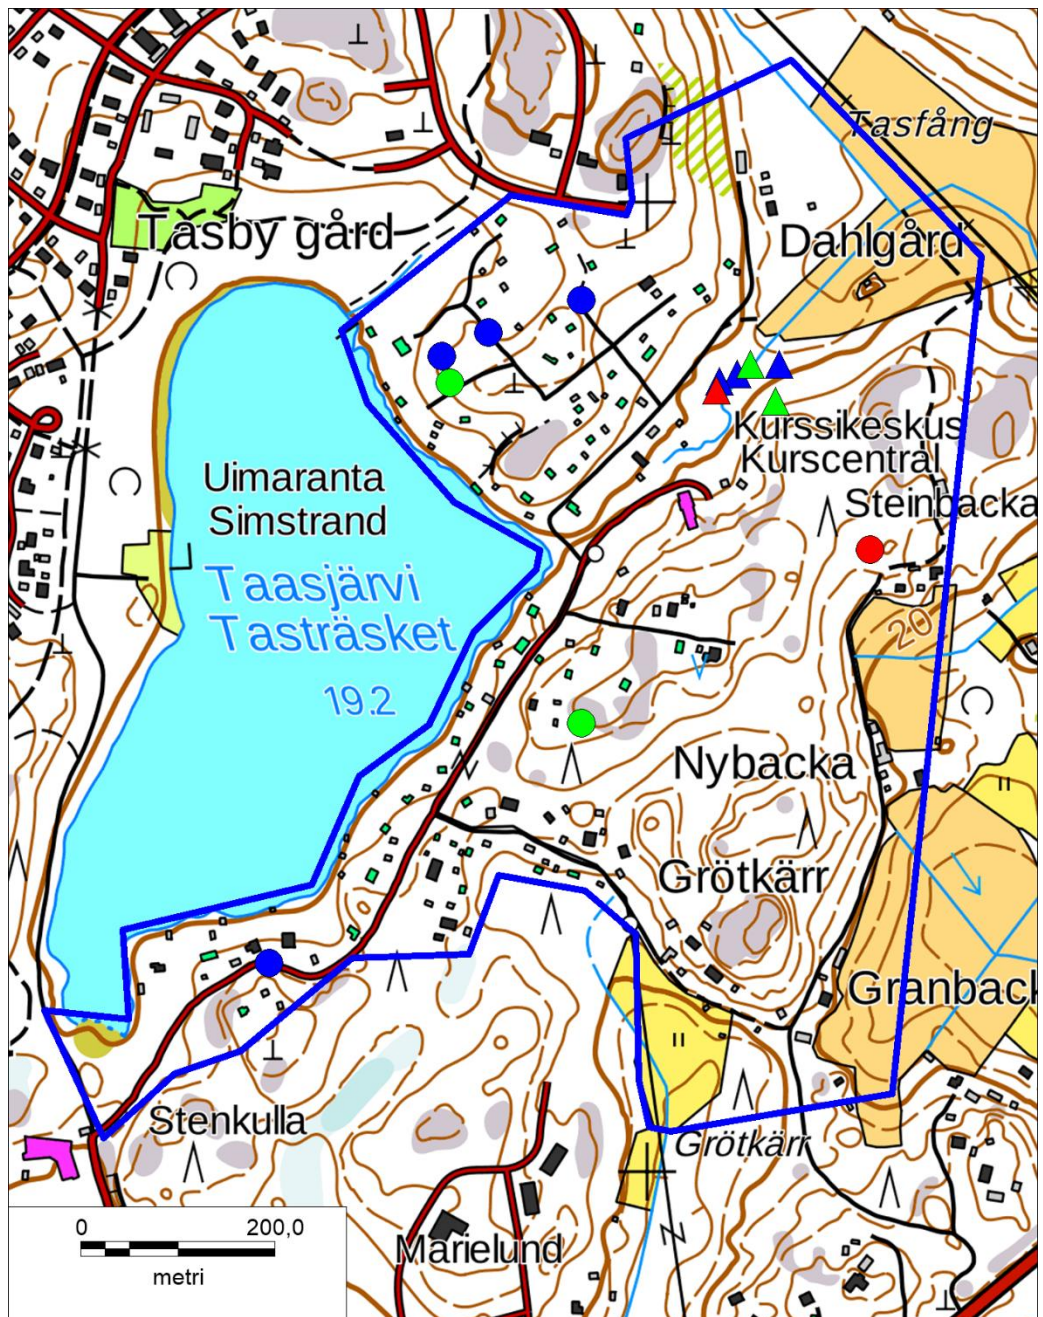 Tasfång
Tasby gård
Dahlgård
Kurssikeskus
Kurscentral
Uimaranta
Simstrand
Steinbacka
Taasjärvi
Tasträsket
20
19.2
Nybacka
Grötkärr
Granback
Stenkulla
Grötkärr
0 200,0
metri
Marielund